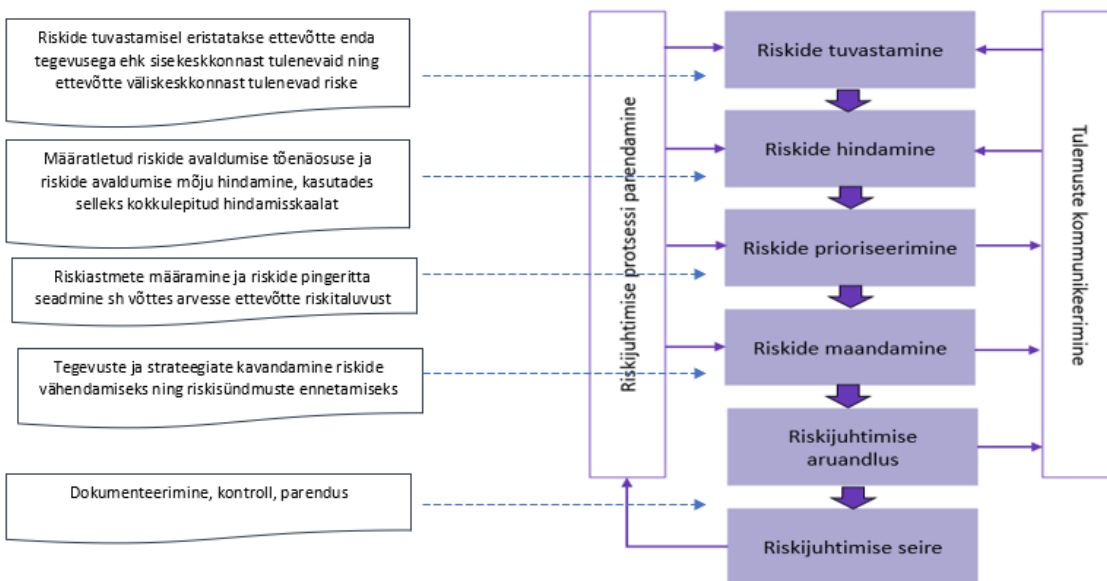 Riskide tuvastamisel eristatakse ettevõtte enda
tegevusega ehk sisekeskkonnast tulenevaid ning
ettevõtte väliskeskkonnast tulenevad riske
Määratletud riskide avaldumise tõenäosuse ja
riskide avaldumise mõju hindamine, kasutades
selleks kokkulepitud hindamisskaalat
Riskiastmete määramine ja riskide pingeritta
seadmine sh võttes arvesse ettevõtte riskitaluvust
Tegevuste ja strateegiate kavandamine riskide
vähendamiseks ning riskisündmuste ennetamiseks
Dokumenteerimine, kontroll, parendus
Riskijuhtimise protsessi parendamine
Riskide tuvastamine
Riskide hindamine
Riskide prioriseerimine
Riskide maandamine
Riskijuhtimise
aruandlus
Riskijuhtimise seire
Tulemuste kommunikeerimine